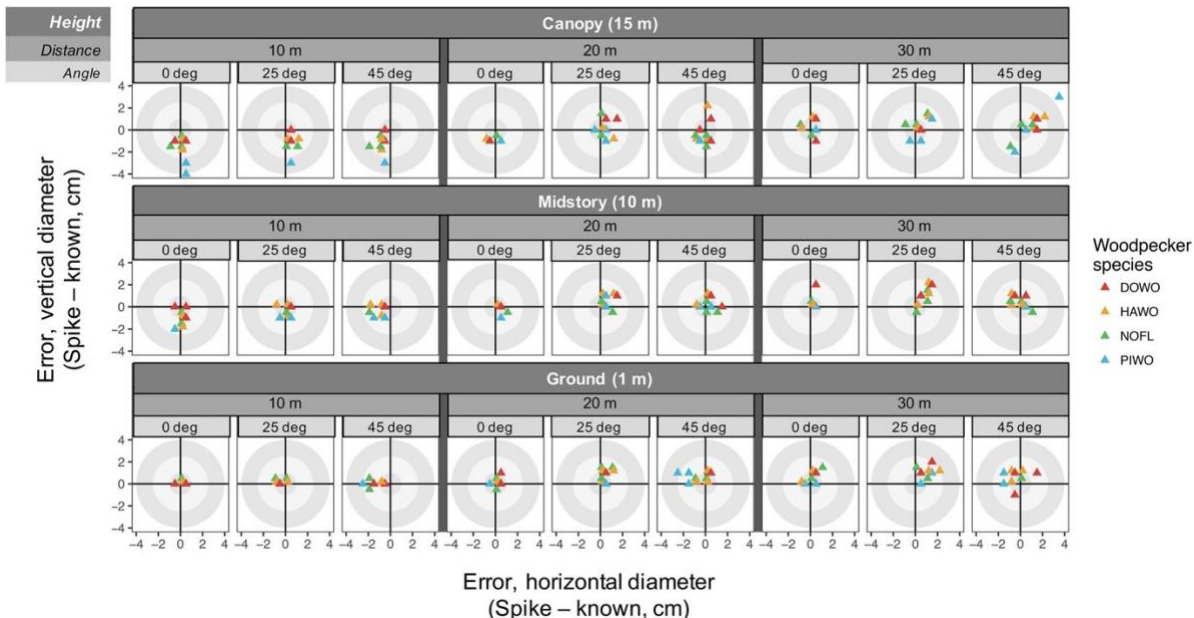 Height
Canopy (15 m)
Distance
10 m 20 m 30 m
Angle
0 deg 25 deg 45 deg 0 deg 25 deg 45 deg 0 deg 25 deg 45 deg
4
2
0
−2
−4
Midstory (10 m)
10 m 20 m 30 m
0 deg 25 deg 45 deg 0 deg 25 deg 45 deg 0 deg 25 deg 45 deg
4
2
0
−2
−4
Ground (1 m)
10 m 20 m 30 m
0 deg 25 deg 45 deg 0 deg 25 deg 45 deg 0 deg 25 deg 45 deg
4
2
0
−2
−4
−4 −2 0 2 4 −4 −2 0 2 4 −4 −2 0 2 4 −4 −2 0 2 4 −4 −2 0 2 4 −4 −2 0 2 4 −4 −2 0 2 4 −4 −2 0 2 4 −4 −2 0 2 4
Error, vertical diameter
(Spike – known, cm)
Error, horizontal diameter
(Spike – known, cm)
Woodpecker
species
DOWO
HAWO
NOFL
PIWO